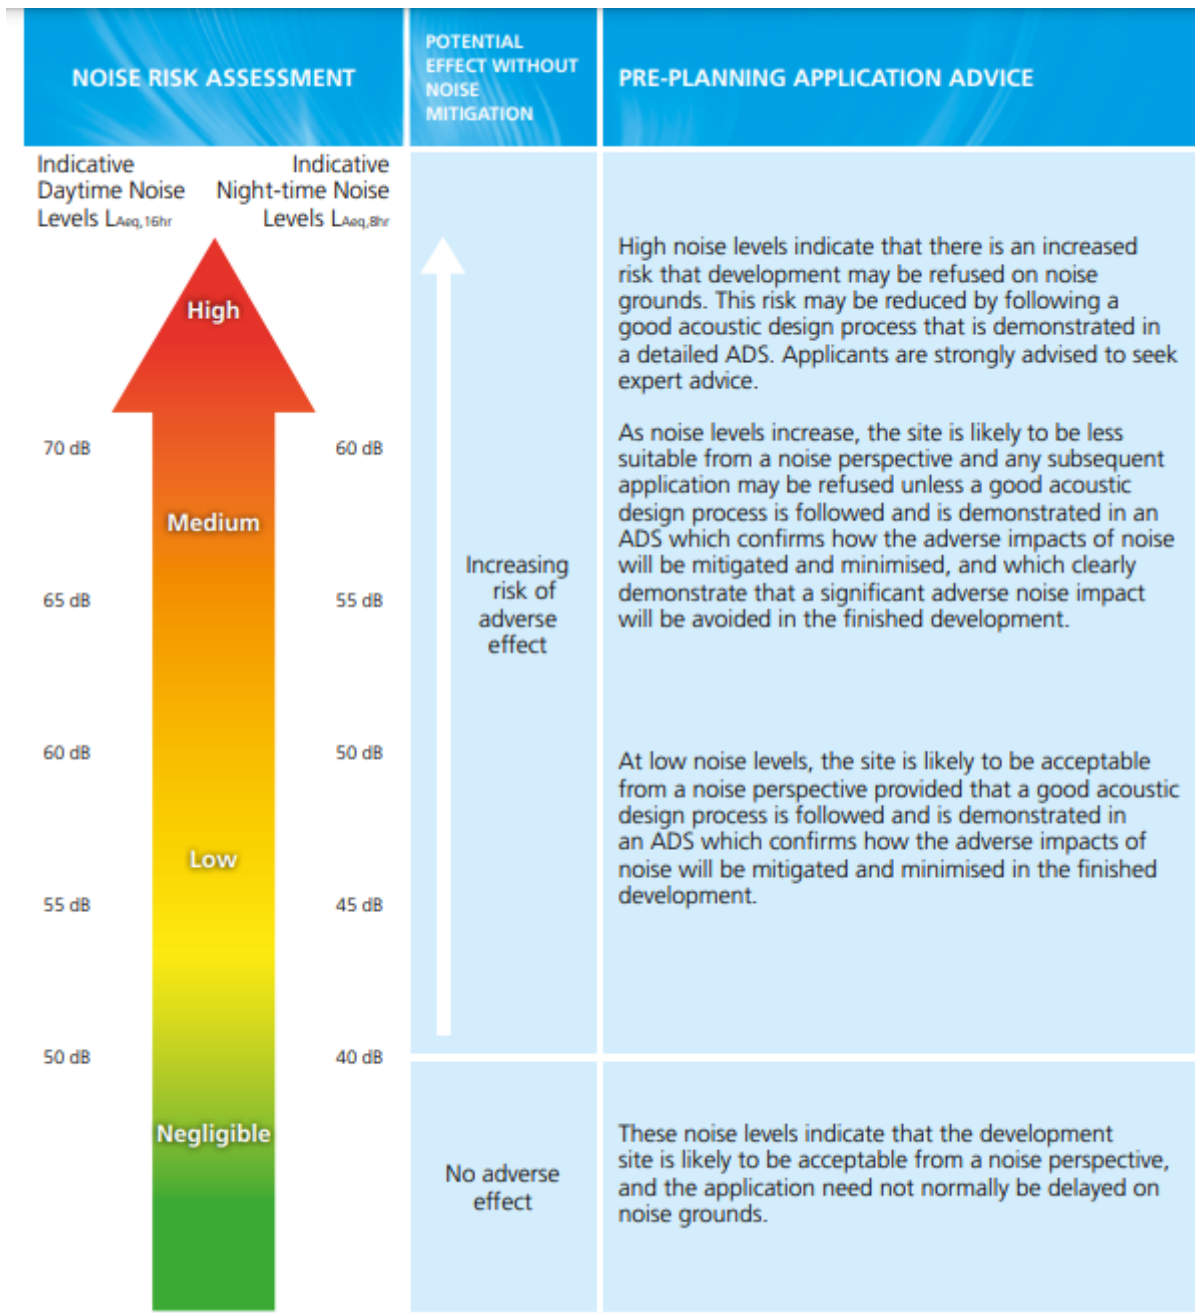 NOISE RISK ASSESSMENT
POTENTIAL
EFFECT WITHOUT
NOISE
MITIGATION
PRE-PLANNING APPLICATION ADVICE
Indicative
Daytime Noise
Levels LAeq,16hr
Indicative
Night-time Noise
Levels LAeq,8hr
High
70 dB
60 dB
Medium
65 dB
55 dB
60 dB
50 dB
Low
55 dB
45 dB
50 dB
40 dB
Negligible
Increasing
risk of
adverse
effect
No adverse
effect
High noise levels indicate that there is an increased
risk that development may be refused on noise
grounds. This risk may be reduced by following a
good acoustic design process that is demonstrated in
a detailed ADS. Applicants are strongly advised to seek
expert advice.
As noise levels increase, the site is likely to be less
suitable from a noise perspective and any subsequent
application may be refused unless a good acoustic
design process is followed and is demonstrated in an
ADS which confirms how the adverse impacts of noise
will be mitigated and minimised, and which clearly
demonstrate that a significant adverse noise impact
will be avoided in the finished development.
At low noise levels, the site is likely to be acceptable
from a noise perspective provided that a good acoustic
design process is followed and is demonstrated in
an ADS which confirms how the adverse impacts of
noise will be mitigated and minimised in the finished
development.
These noise levels indicate that the development
site is likely to be acceptable from a noise perspective,
and the application need not normally be delayed on
noise grounds.